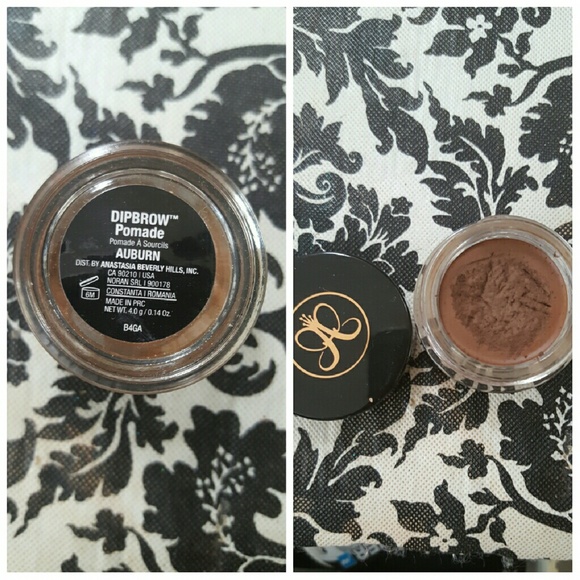 DIPBROW™
Pomade
Pomade À Sourcils
AUBURN
DIST. BY ANASTASIA BEVERLY HILLS, INC.
CA 90210 / USA
NORAN SRL | 900178
CONSTANTA | ROMANIA
6M
MADE IN PRC
NET WT. 4.0 g / 0.14 Oz.
B4GA